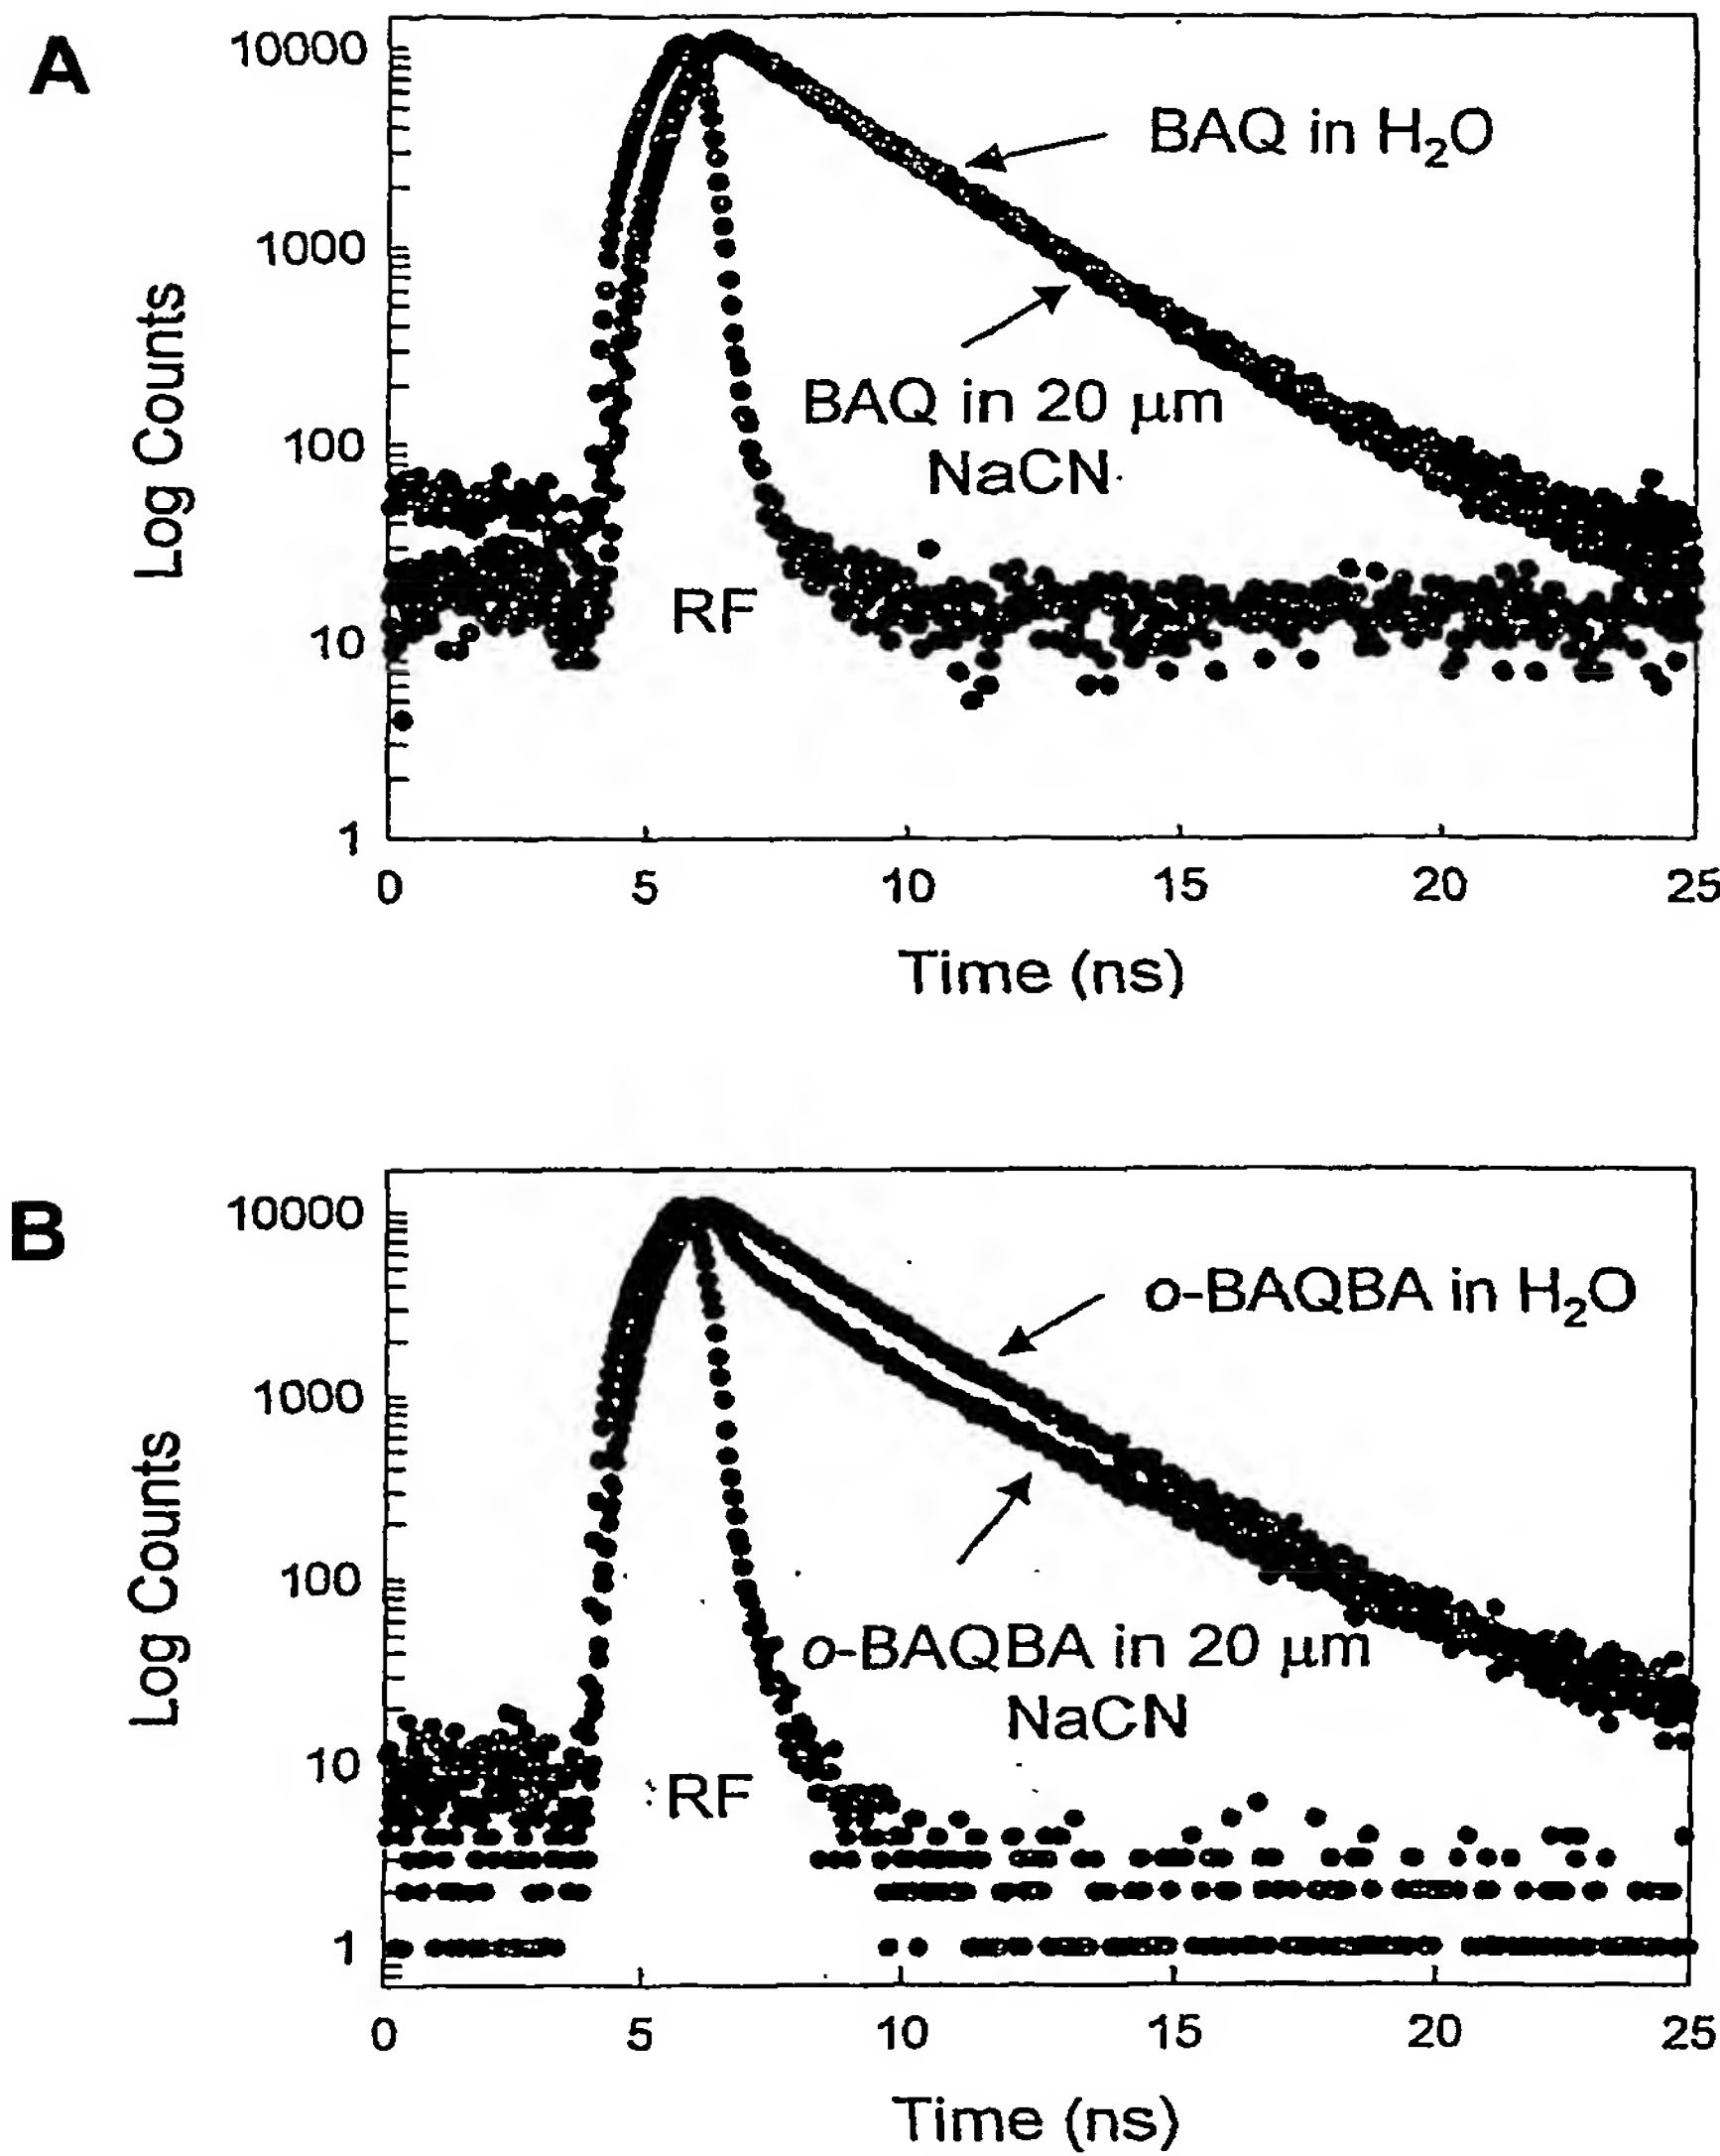 A
10000
BAQ in H₂O
1000
Log Counts
BAQ in 20 μm
NaCN
100
RF
10
1
0 5 10 15 20 25
Time (ns)
B
10000
o-BAQBA in H₂O
1000
Log Counts
100
o-BAQBA in 20 μm
NaCN
10
RF
1
0 5 10 15 20 25
Time (ns)